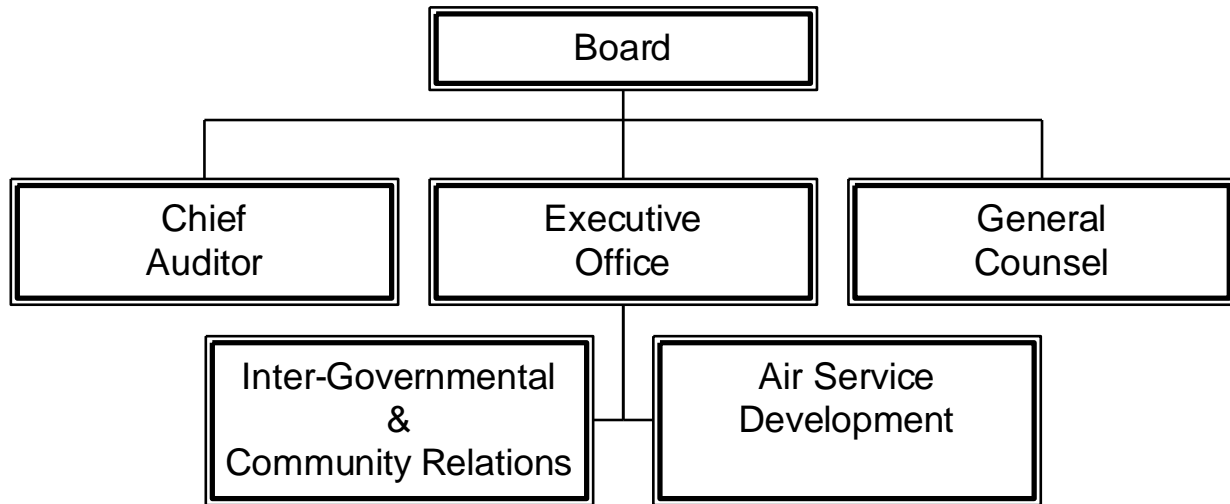 Board
Chief
Auditor
Executive
Office
General
Counsel
Inter-Governmental
&
Community Relations
Air Service
Development